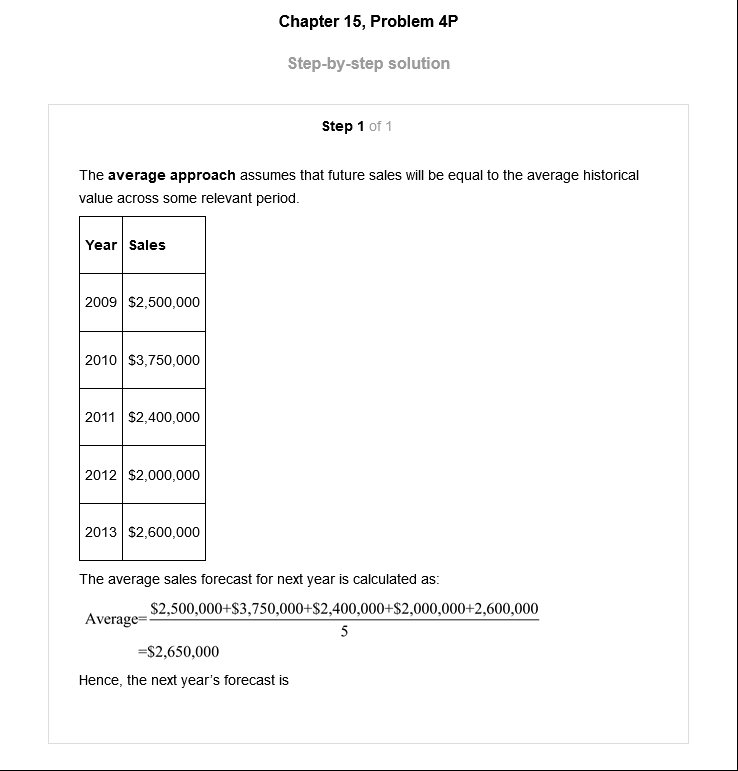 Chapter 15, Problem 4P
Step-by-step solution
Step 1 of 1
The average approach assumes that future sales will be equal to the average historical
value across some relevant period.
Year Sales
2009 $2,500,000
2010 $3,750,000
2011 $2,400,000
2012 $2,000,000
2013 $2,600,000
The average sales forecast for next year is calculated as:
$2,500,000+$3,750,000+$2,400,000+$2,000,000+2,600,000
Average=
5
=$2,650,000
Hence, the next year's forecast is